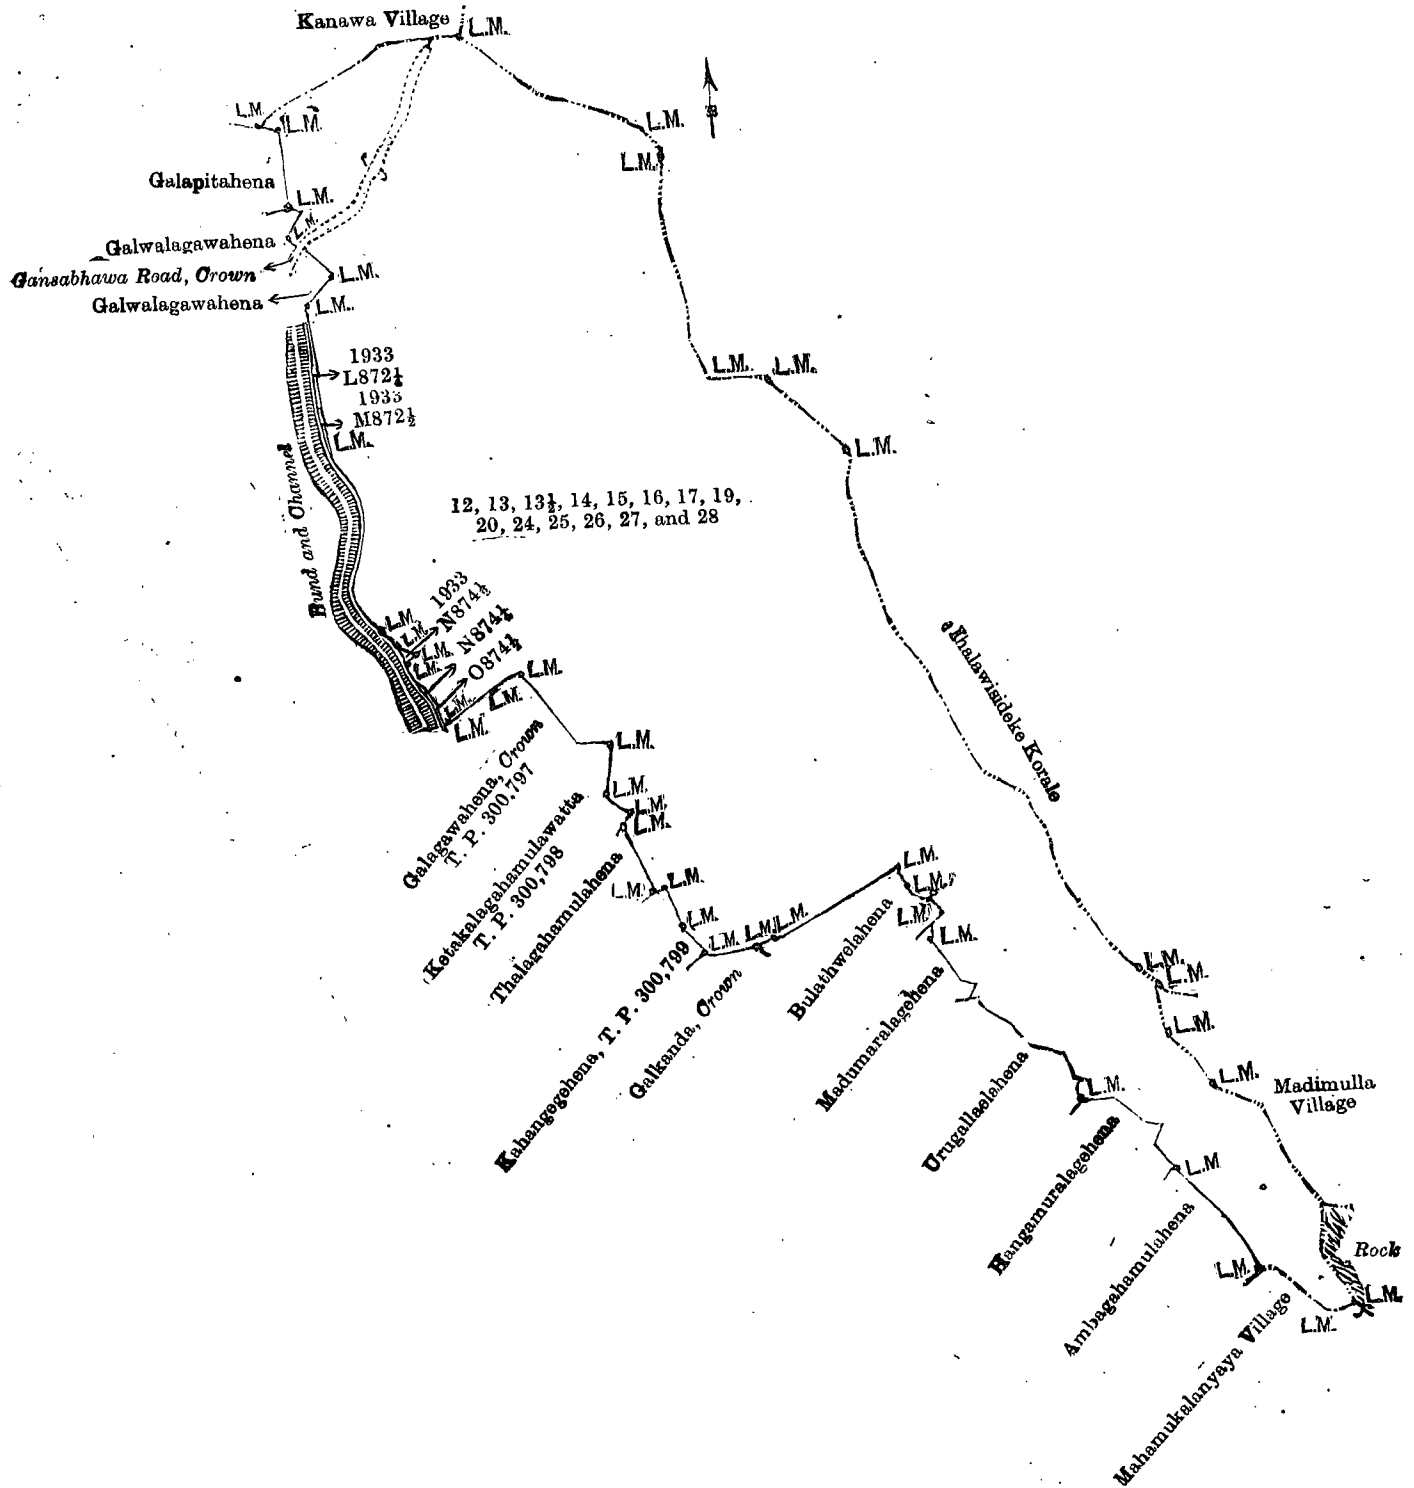 Kanawa Village
L.M.
L.M.
L.M.
L.M.
L.M.
Galapitahena
L.M.
L.M.
Galwalagawahena
Gansabhawa Road, Crown
L.M.
Galwalagawahena
L.M.
1933
L872½
1933
M872½
L.M.
L.M.
L.M.
L.M.
Bund and Channel
12, 13, 13½, 14, 15, 16, 17, 19,
20, 24, 25, 26, 27, and 28
1933
N874½
N874½
O874½
L.M.
L.M.
L.M.
L.M.
L.M.
L.M.
L.M.
L.M.
Korale
Galagawahena, Crown
T. P. 300,797
L.M.
L.M.
L.M.
L.M.
Ketakalagahamulawatta
T. P. 300,798
Thalagahamulahena
L.M.
L.M.
L.M.
L.M.
L.M.
L.M.
Kahangegehena, T. P. 300,799
Galkanda, Crown
L.M.
L.M.
L.M.
L.M.
Bulathwelahena
Madumaralagehena
L.M.
L.M.
L.M.
L.M.
Madimulla
Village
Urugallaelahena
L.M.
Hangamuralagehena
L.M
Ambagahamulahena
Rock
L.M.
L.M.
L.M.
Mahamukalanyaya Village